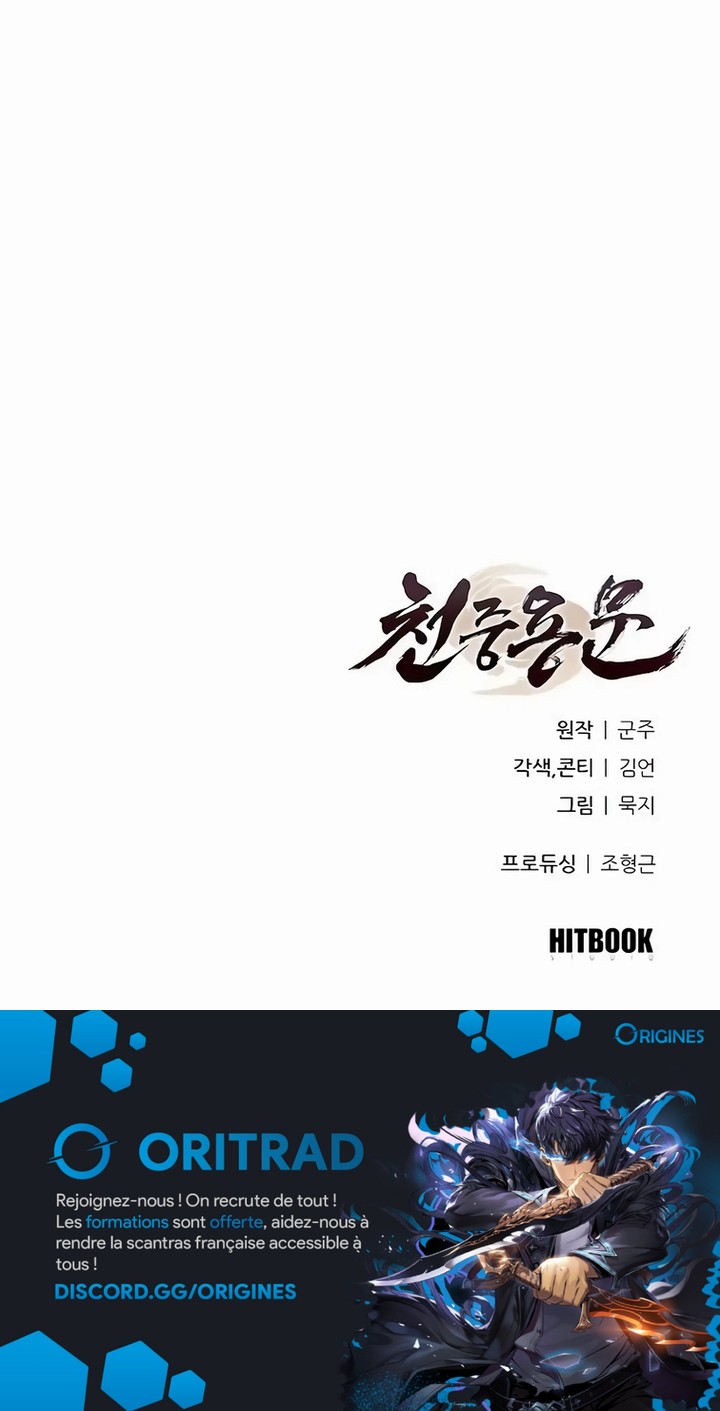 천중용문
원작 | 군주
각색,콘티 | 김언
그림 | 묵지
프로듀싱 | 조형근
HITBOOK
STUDIO
ORIGINES
ORITRAD
Rejoignez-nous ! On recrute de tout !
Les formations sont offerte, aidez-nous à
rendre la scantras française accessible à
tous !
DISCORD.GG/ORIGINES